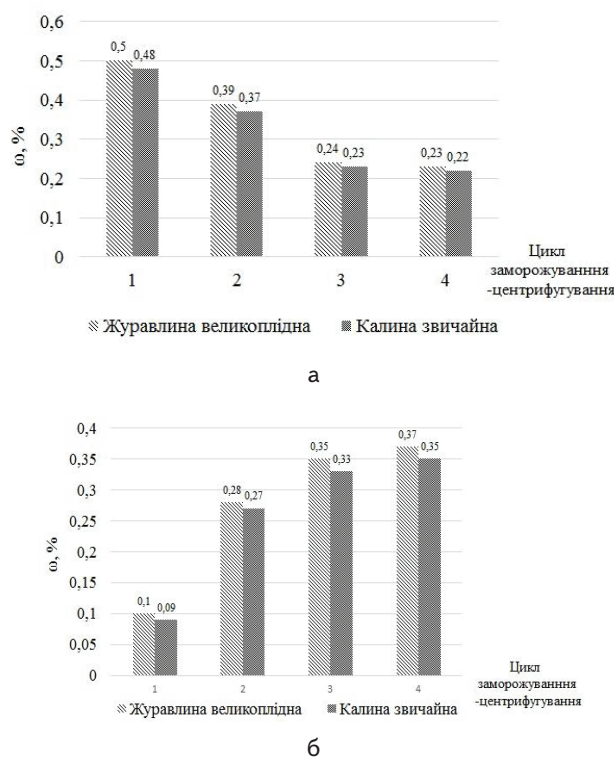 0,6
0,5
0,4
0,3
0,2
0,1
0
ω, %
0,5 0,48
0,39 0,37
0,24 0,23
0,23 0,22
1 2 3 4
Цикл
заморожуванння
-центрифугування
Журавлина великоплідна Калина звичайна
а
0,4
0,35
0,3
0,25
0,2
0,15
0,1
0,05
0
ω, %
0,1 0,09
0,28 0,27
0,35 0,33
0,37 0,35
1 2 3 4
Цикл
заморожуванння
-центрифугування
Журавлина великоплідна Калина звичайна
б